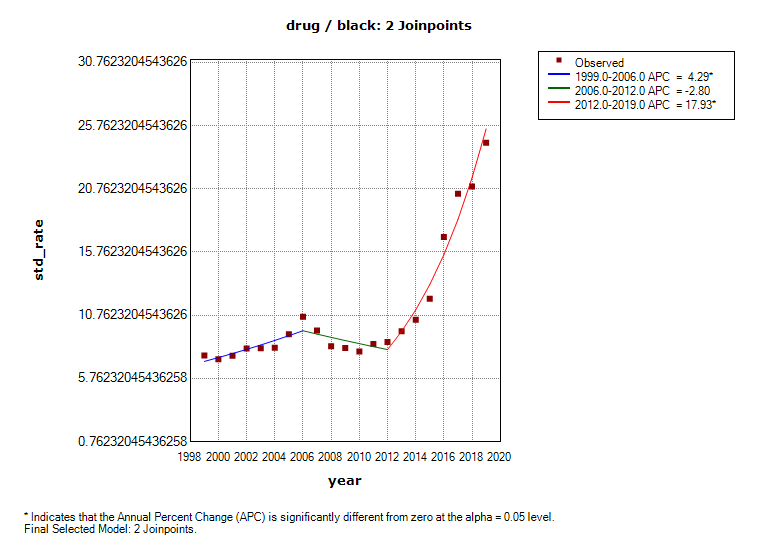 drug / black: 2 Joinpoints
30.7623204543626
25.7623204543626
20.7623204543626
15.7623204543626
10.7623204543626
5.76232045436258
0.76232045436258
std_rate
1998 2000 2002 2004 2006 2008 2010 2012 2014 2016 2018 2020
year
Observed
1999.0-2006.0 APC = 4.29*
2006.0-2012.0 APC = -2.80
2012.0-2019.0 APC = 17.93*
* Indicates that the Annual Percent Change (APC) is significantly different from zero at the alpha = 0.05 level.
Final Selected Model: 2 Joinpoints.